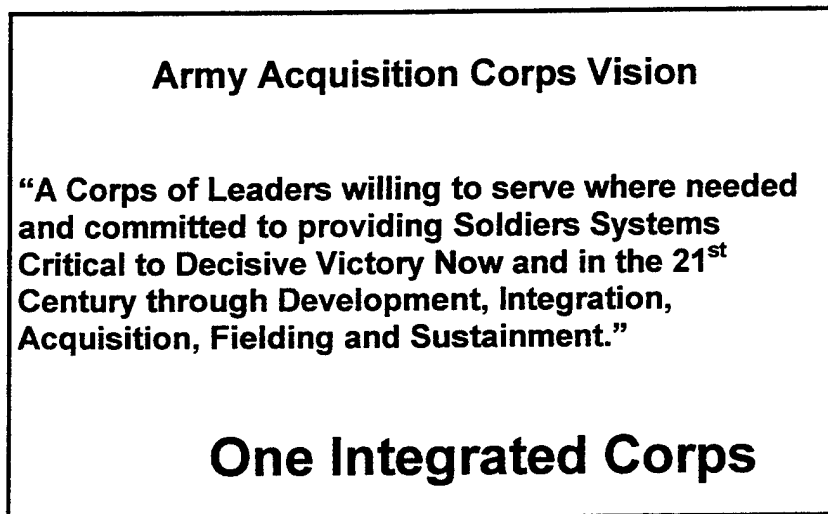 Army Acquisition Corps Vision
“A Corps of Leaders willing to serve where needed
and committed to providing Soldiers Systems
Critical to Decisive Victory Now and in the 21st
Century through Development, Integration,
Acquisition, Fielding and Sustainment.”
One Integrated Corps